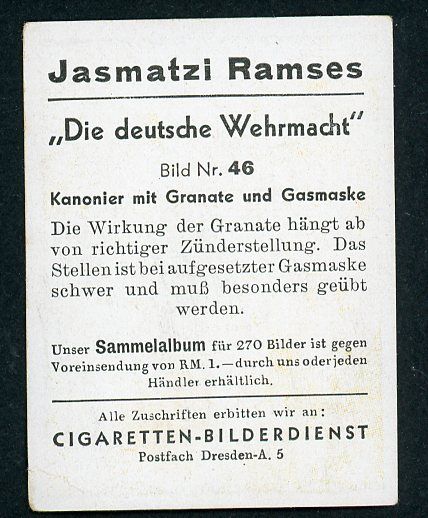 Jasmatzi Ramses
„Die deutsche Wehrmacht"
Bild Nr. 46
Kanonier mit Granate und Gasmaske
Die Wirkung der Granate hängt ab
von richtiger Zünderstellung. Das
Stellen ist bei aufgesetzter Gasmaske
schwer und muß besonders geübt
werden.
Unser Sammelalbum für 270 Bilder ist gegen
Voreinsendung von RM. 1.— durch uns oder jeden
Händler erhältlich.
Alle Zuschriften erbitten wir an:
CIGARETTEN-BILDERDIENST
Postfach Dresden-A. 5